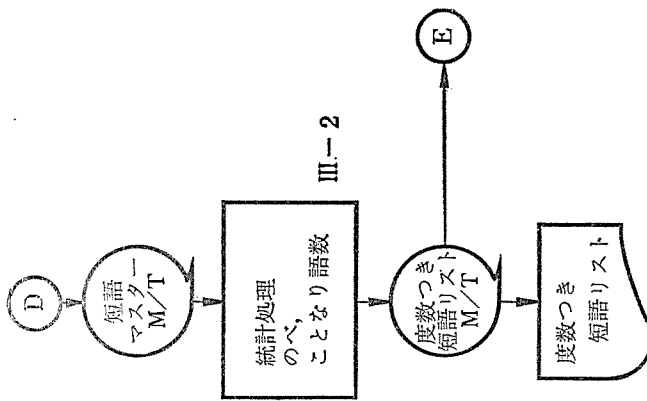 D
短語
マスター
M/T
統計処理
のべ,
ことなり語数
III.—2
度数つき
短語リスト
M/T
E
度数つき
短語リスト